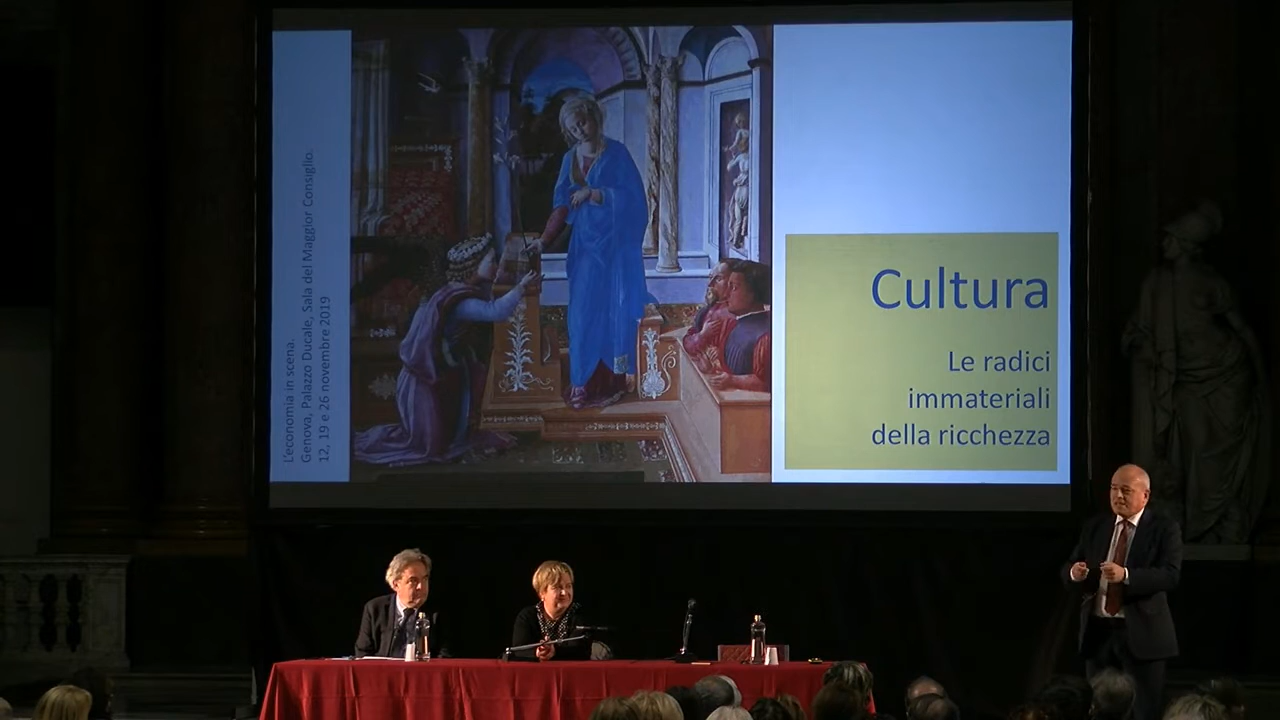 L'economia in scena.
Genova, Palazzo Ducale, Sala del Maggior Consiglio.
12, 19 e 26 novembre 2019
Cultura
Le radici
immateriali
della ricchezza